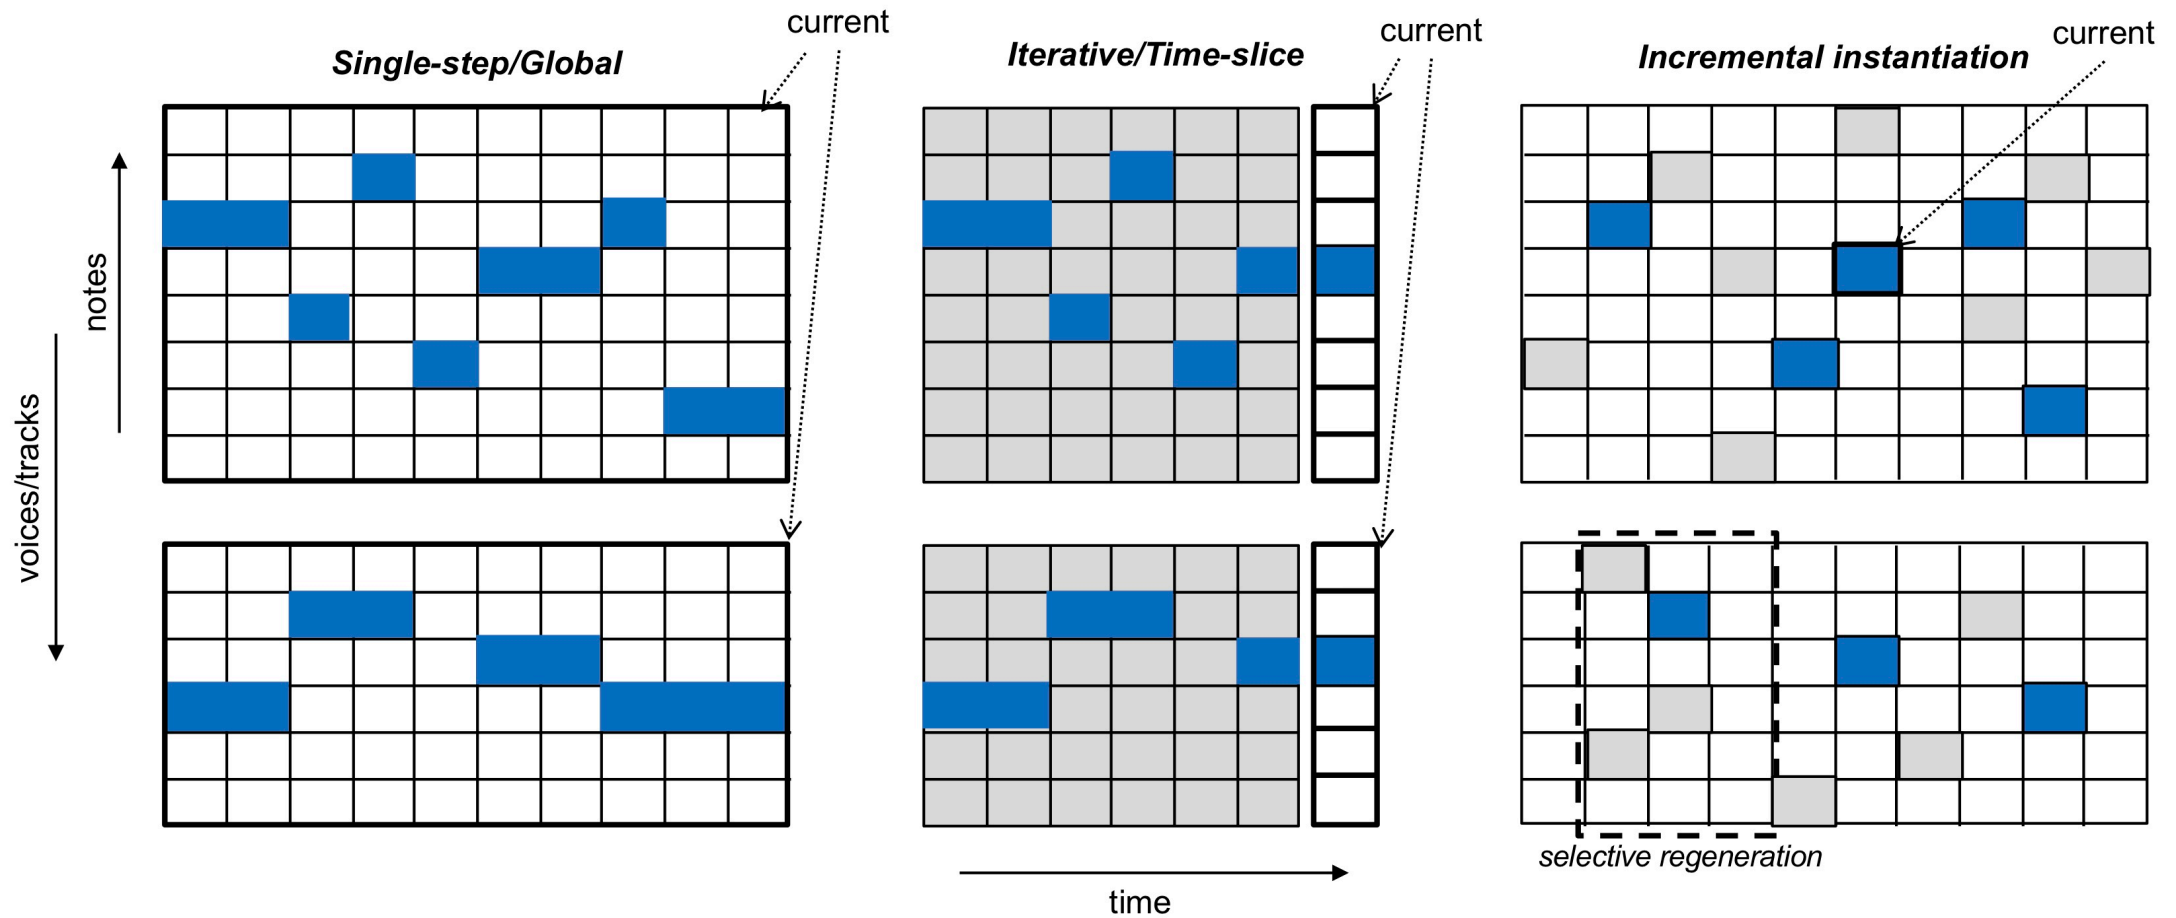 current
current
current
Single-step/Global
Iterative/Time-slice
Incremental instantiation
notes
voices/tracks
selective regeneration
time